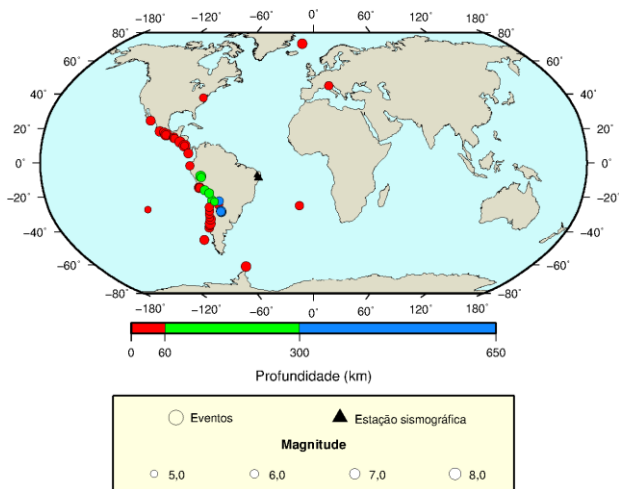 −180° −120° −60° 0° 60° 120° 180°
80° 80°
60° 60°
40° 40°
20° 20°
0° 0°
−20° −20°
−40° −40°
−60° −60°
−80° −80°
−180° −120° −60° 0° 60° 120° 180°
0 60 300 650
Profundidade (km)
Eventos Estação sismográfica
Magnitude
5,0 6,0 7,0 8,0